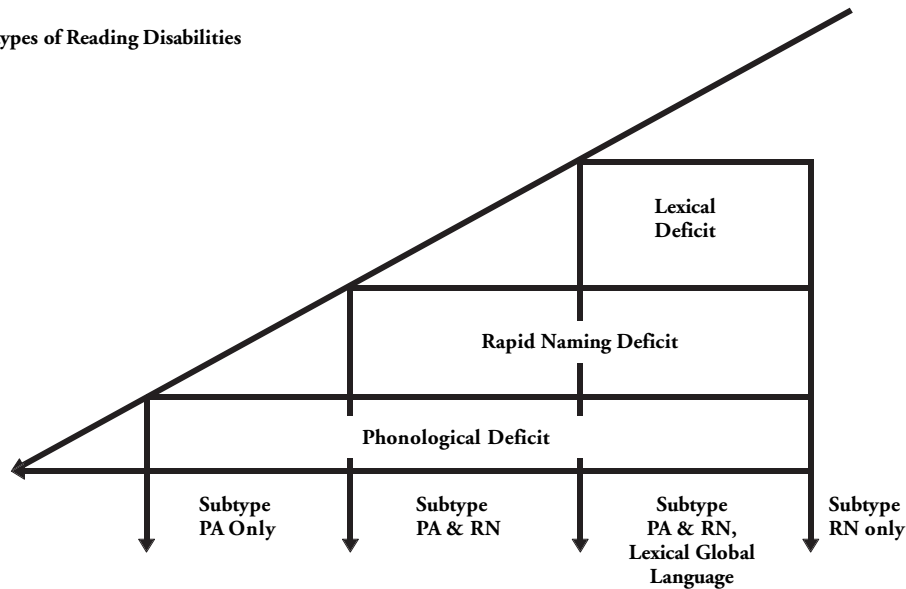 ypes of Reading Disabilities
Lexical
Deficit
Rapid Naming Deficit
Phonological Deficit
Subtype
PA Only
Subtype
PA & RN
Subtype
PA & RN,
Lexical Global
Language
Subtype
RN only